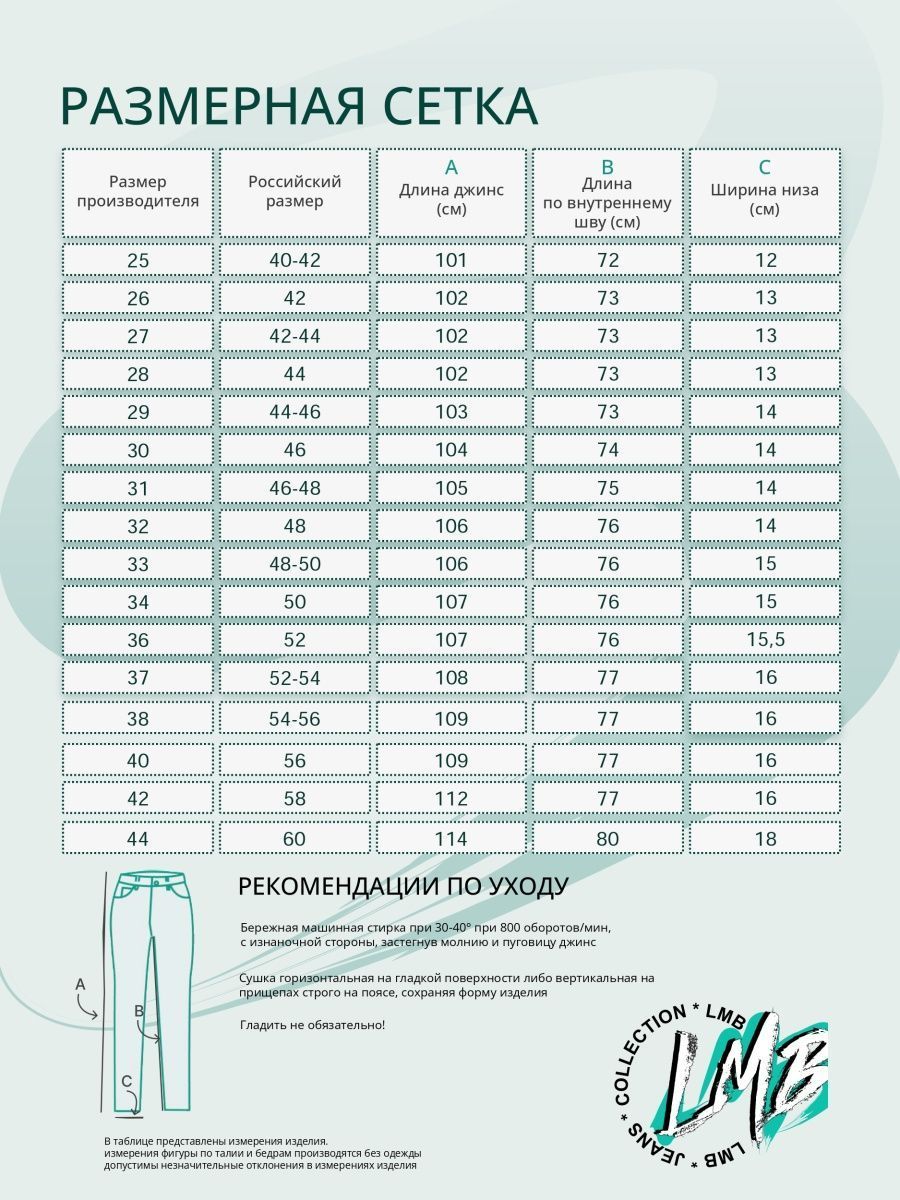 РАЗМЕРНАЯ СЕТКА
Размер
производителя
Российский
размер
A
Длина джинс
(см)
B
Длина
по внутреннему
шву (см)
C
Ширина низа
(см)
25 40-42 101 72 12
26 42 102 73 13
27 42-44 102 73 13
28 44 102 73 13
29 44-46 103 73 14
30 46 104 74 14
31 46-48 105 75 14
32 48 106 76 14
33 48-50 106 76 15
34 50 107 76 15
36 52 107 76 15,5
37 52-54 108 77 16
38 54-56 109 77 16
40 56 109 77 16
42 58 112 77 16
44 60 114 80 18
РЕКОМЕНДАЦИИ ПО УХОДУ
Бережная машинная стирка при 30-40° при 800 оборотов/мин,
с изнаночной стороны, застегнув молнию и пуговицу джинс
Сушка горизонтальная на гладкой поверхности либо вертикальная на
прищепах строго на поясе, сохраняя форму изделия
Гладить не обязательно!
A
B
C
COLLECTION * LMB
LMB * JEANS *
LMB
В таблице представлены измерения изделия.
измерения фигуры по талии и бедрам производятся без одежды
допустимы незначительные отклонения в измерениях изделия